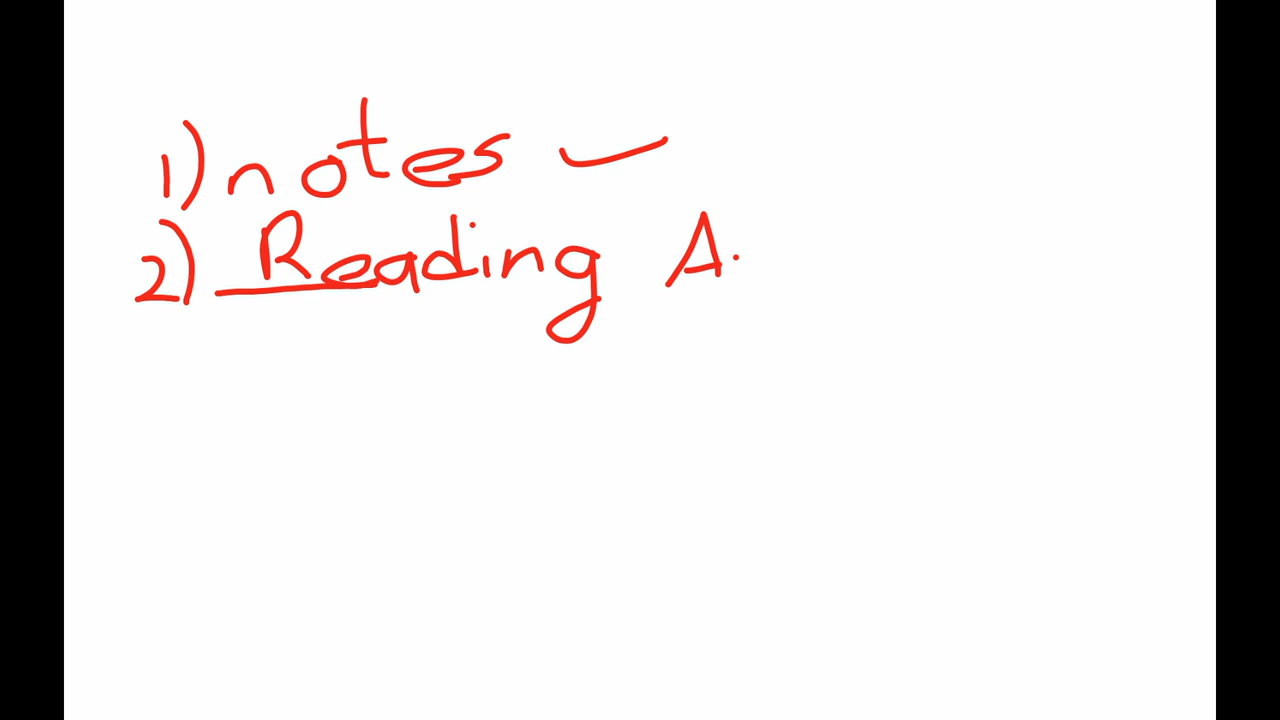 1) notes ✓
2) Reading A.